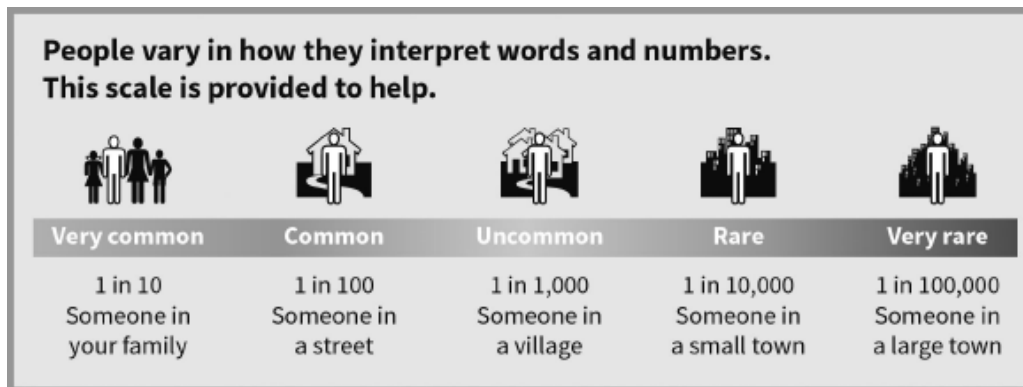 People vary in how they interpret words and numbers.
This scale is provided to help.
Very common
Common
Uncommon
Rare
Very rare
1 in 10
Someone in
your family
1 in 100
Someone in
a street
1 in 1,000
Someone in
a village
1 in 10,000
Someone in
a small town
1 in 100,000
Someone in
a large town